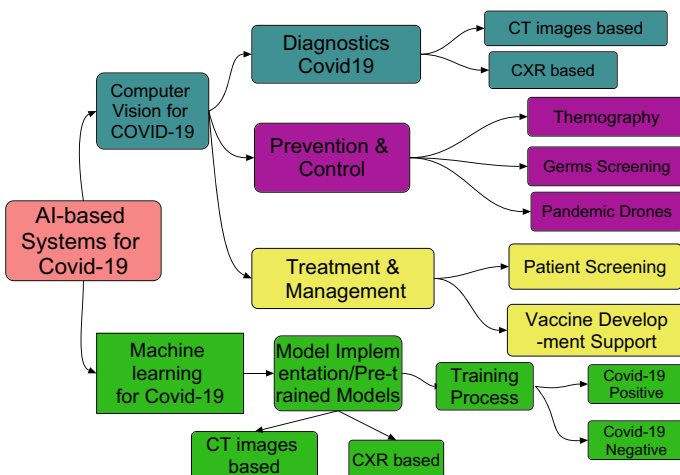 AI-based
Systems for
Covid-19
Computer
Vision for
COVID-19
Diagnostics
Covid19
CT images based
CXR based
Prevention &
Control
Themography
Germs Screening
Pandemic Drones
Treatment &
Management
Patient Screening
Vaccine Develop
-ment Support
Machine
learning
for Covid-19
Model Implem
entation/Pre-t
rained Models
CT images
based
CXR based
Training
Process
Covid-19
Positive
Covid-19
Negative